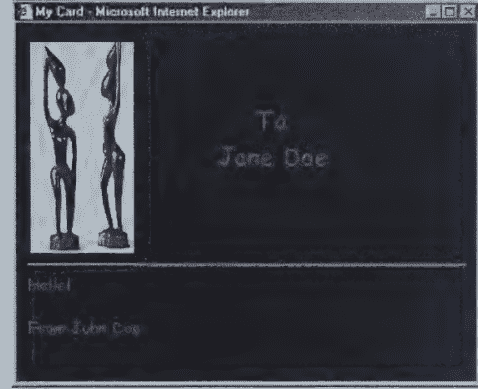 My Card - Microsoft Internet Explorer
To
Jane Doe
Hello!
From John Doe